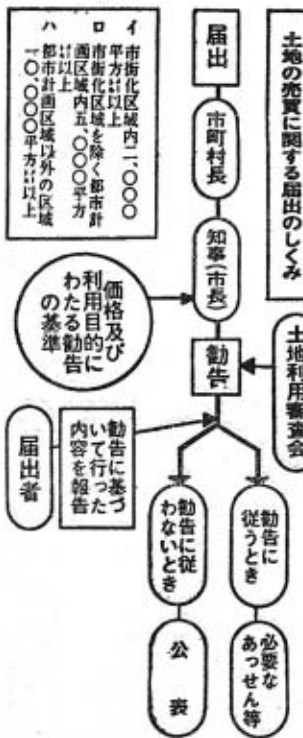 土地の売買に関する届出のしくみ
届出
市町村長
知事(市長)
勧告
土地利用審査会
価格及び
利用目的に
わたる勧告
の基準
イ 市街化区域内二、〇〇〇
平方㍍以上
ロ 市街化区域を除く都市計
画区域内五、〇〇〇平方
㍍以上
ハ 都市計画区域以外の区域
一〇、〇〇〇平方㍍以上
勧告に
従うとき
必要な
あっせん等
勧告に従
わないとき
公表
勧告に基づ
いて行った
内容を報告
届出者